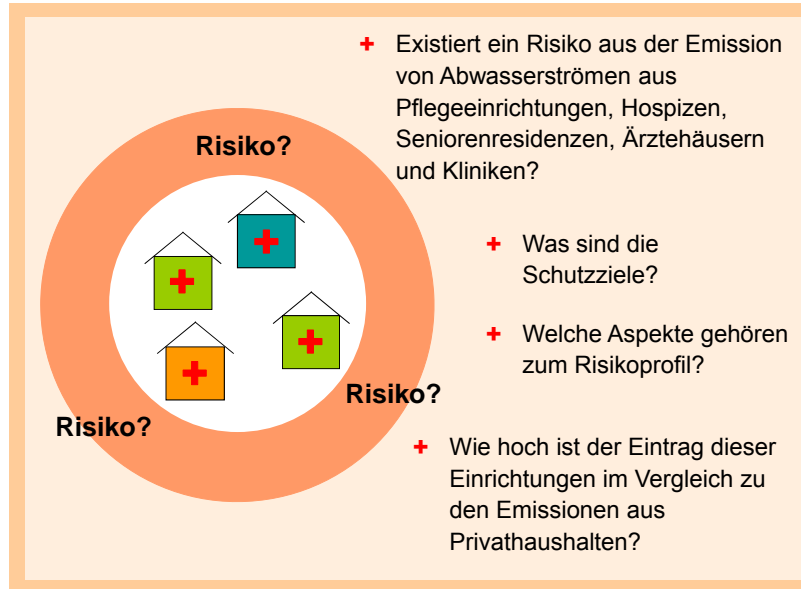 Existiert ein Risiko aus der Emission
von Abwasserströmen aus
Pflegeeinrichtungen, Hospizen,
Seniorenresidenzen, Ärztehäusern
und Kliniken?
Risiko?
Was sind die
Schutzziele?
Welche Aspekte gehören
zum Risikoprofil?
Risiko?
Risiko?
Wie hoch ist der Eintrag dieser
Einrichtungen im Vergleich zu
den Emissionen aus
Privathaushalten?